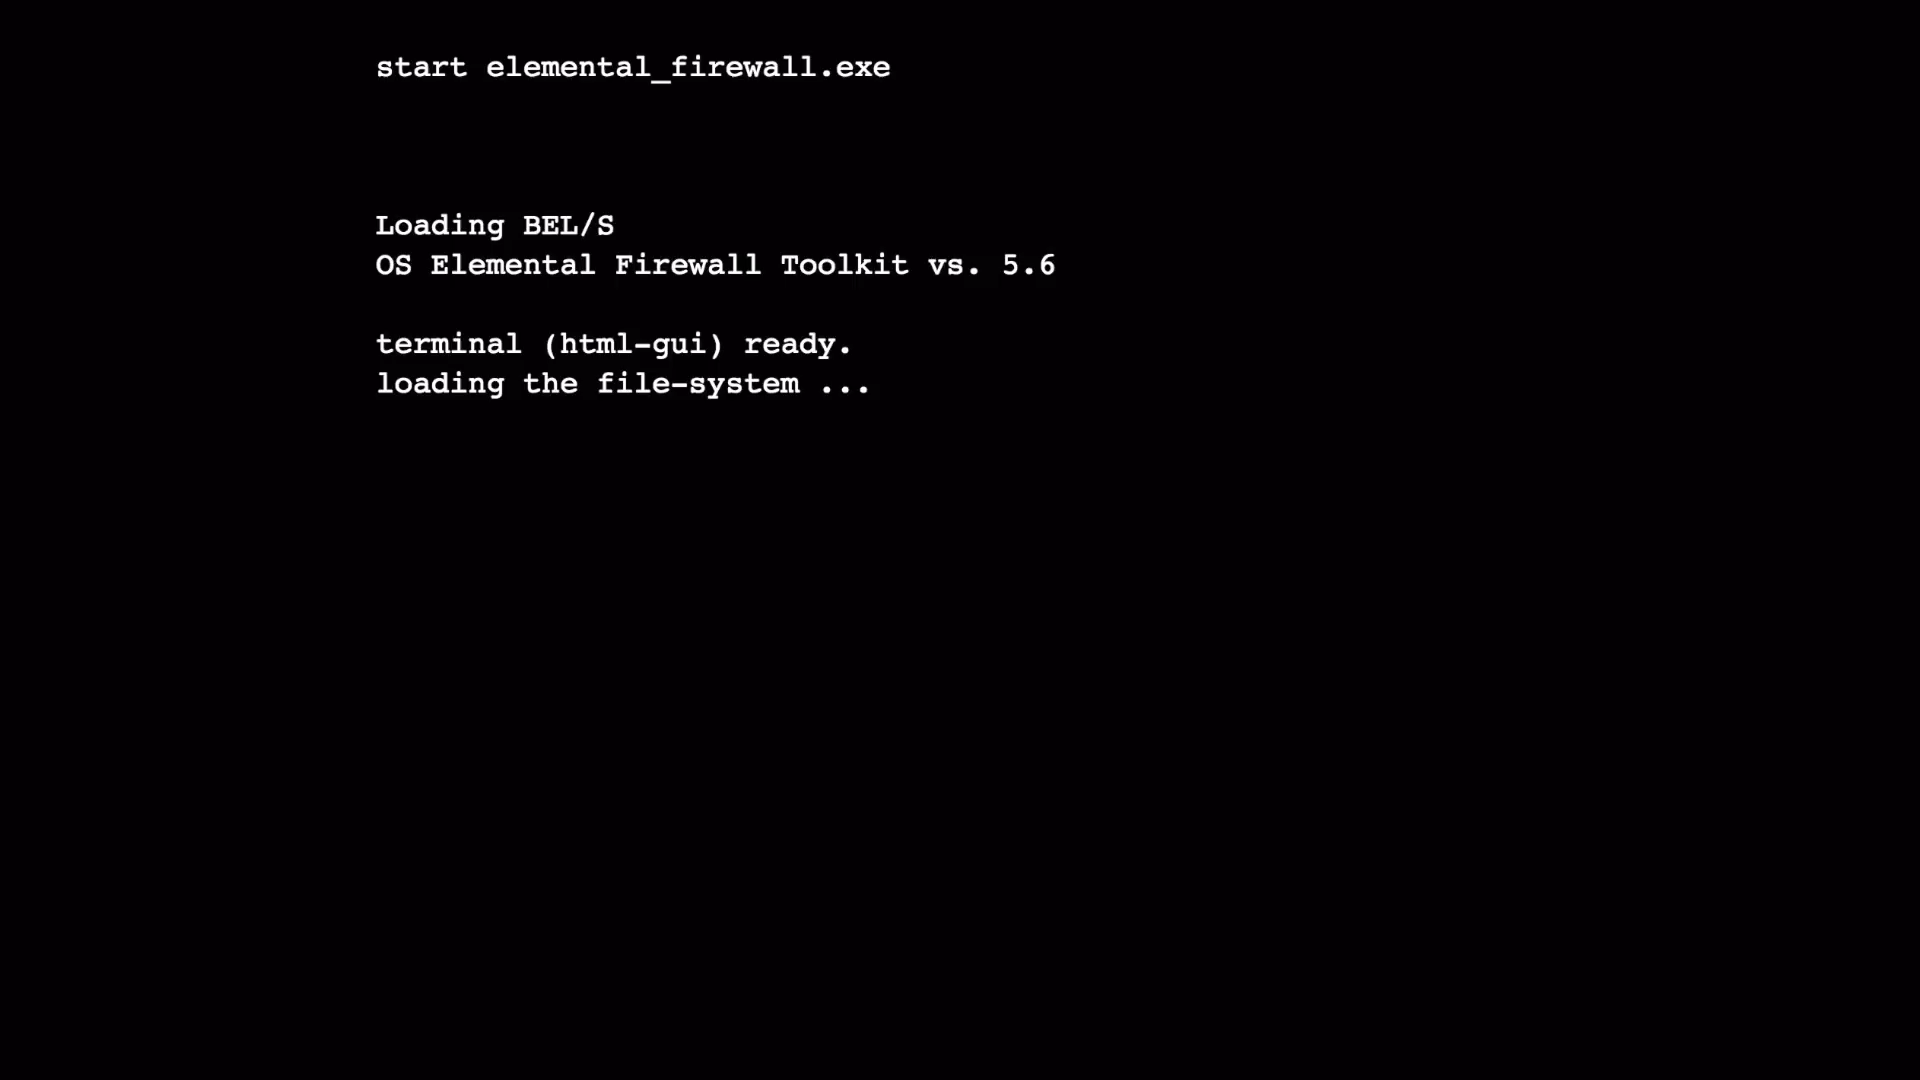 start elemental_firewall.exe
Loading BEL/S
OS Elemental Firewall Toolkit vs. 5.6
terminal (html-gui) ready.
loading the file-system ...